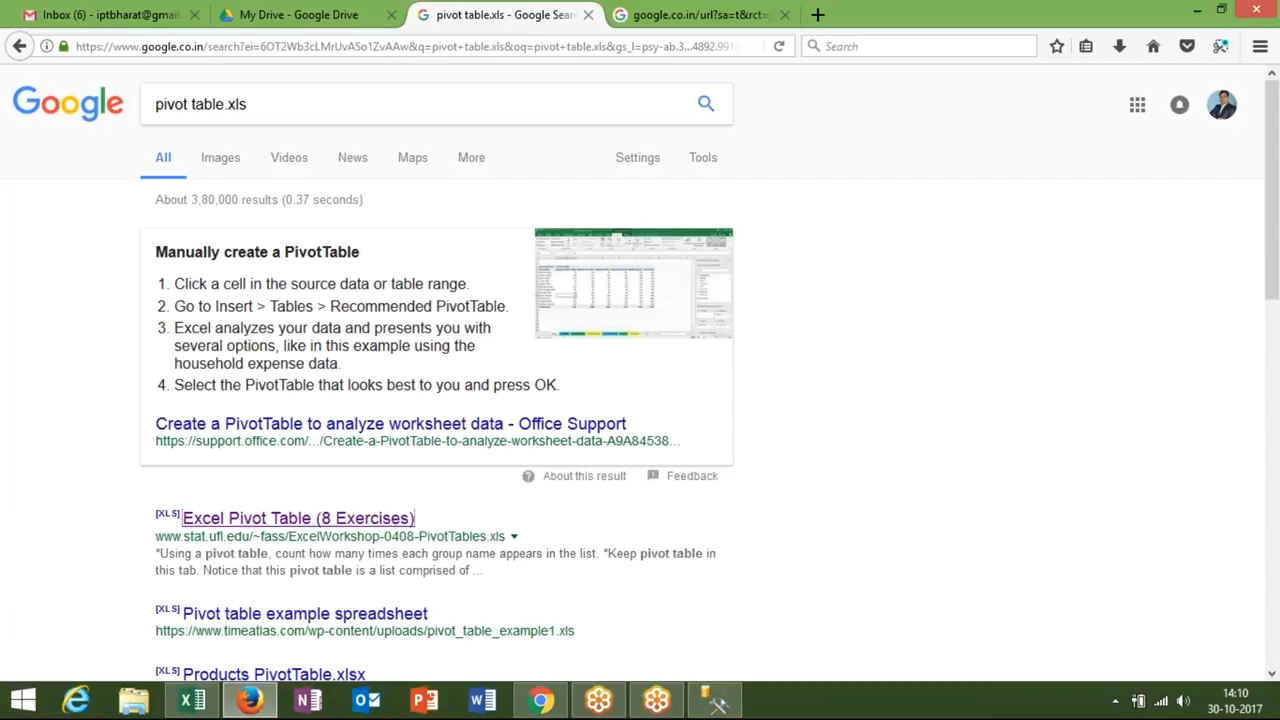 Inbox (6) - iptbharat@gmail.
My Drive - Google Drive
pivot table.xls - Google Sear
google.co.in/url?sa=t&rct=
https://www.google.co.in/search?ei=6OT2Wb3cLMrUvASo1ZvAAw&q=pivot+table.xls&oq=pivot+table.xls&gs_l=psy-ab.3...4892.991
Search
Google
pivot table.xls
All
Images
Videos
News
Maps
More
Settings
Tools
About 3,80,000 results (0.37 seconds)
Manually create a PivotTable
1. Click a cell in the source data or table range.
2. Go to Insert > Tables > Recommended PivotTable.
3. Excel analyzes your data and presents you with
several options, like in this example using the
household expense data.
4. Select the PivotTable that looks best to you and press OK.
Create a PivotTable to analyze worksheet data - Office Support
https://support.office.com/.../Create-a-PivotTable-to-analyze-worksheet-data-A9A84538...
About this result
Feedback
[XLS] Excel Pivot Table (8 Exercises)
www.stat.ufl.edu/~fass/ExcelWorkshop-0408-PivotTables.xls
*Using a pivot table, count how many times each group name appears in the list. *Keep pivot table in
this tab. Notice that this pivot table is a list comprised of ...
[XLS] Pivot table example spreadsheet
https://www.timeatlas.com/wp-content/uploads/pivot_table_example1.xls
[XLS] Products PivotTable.xlsx
14:10
30-10-2017